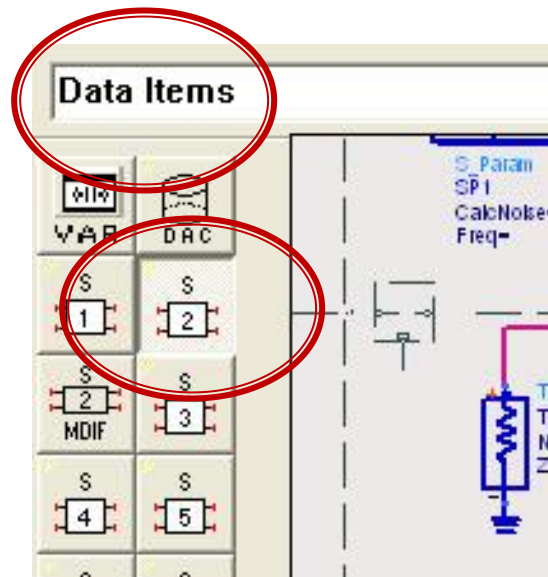 Data Items
VAR
DAC
S_Param
SP1
CalcNoise
Freq=
S
1
S
2
S
2
MDIF
S
3
S
4
S
5
T
T
N
Z
S
S